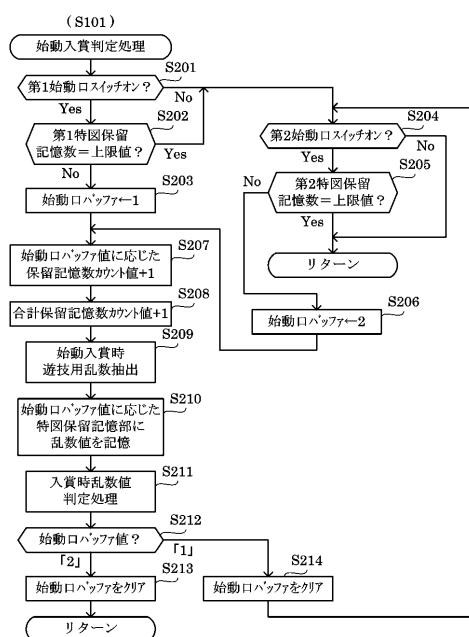 (S101)
始動入賞判定処理
S201
第1始動口スイッチオン？
No
Yes
S202
第1特図保留
記憶数＝上限値？
Yes
No
S203
始動口バッファ←1
S204
第2始動口スイッチオン？
No
Yes
S205
第2特図保留
記憶数＝上限値？
No
Yes
リターン
S206
始動口バッファ←2
S207
始動口バッファ値に応じた
保留記憶数カウント値+1
S208
合計保留記憶数カウント値+1
S209
始動入賞時
遊技用乱数抽出
S210
始動口バッファ値に応じた
特図保留記憶部に
乱数値を記憶
S211
入賞時乱数値
判定処理
S212
始動口バッファ値？
「2」
「1」
S213
始動口バッファをクリア
S214
始動口バッファをクリア
リターン